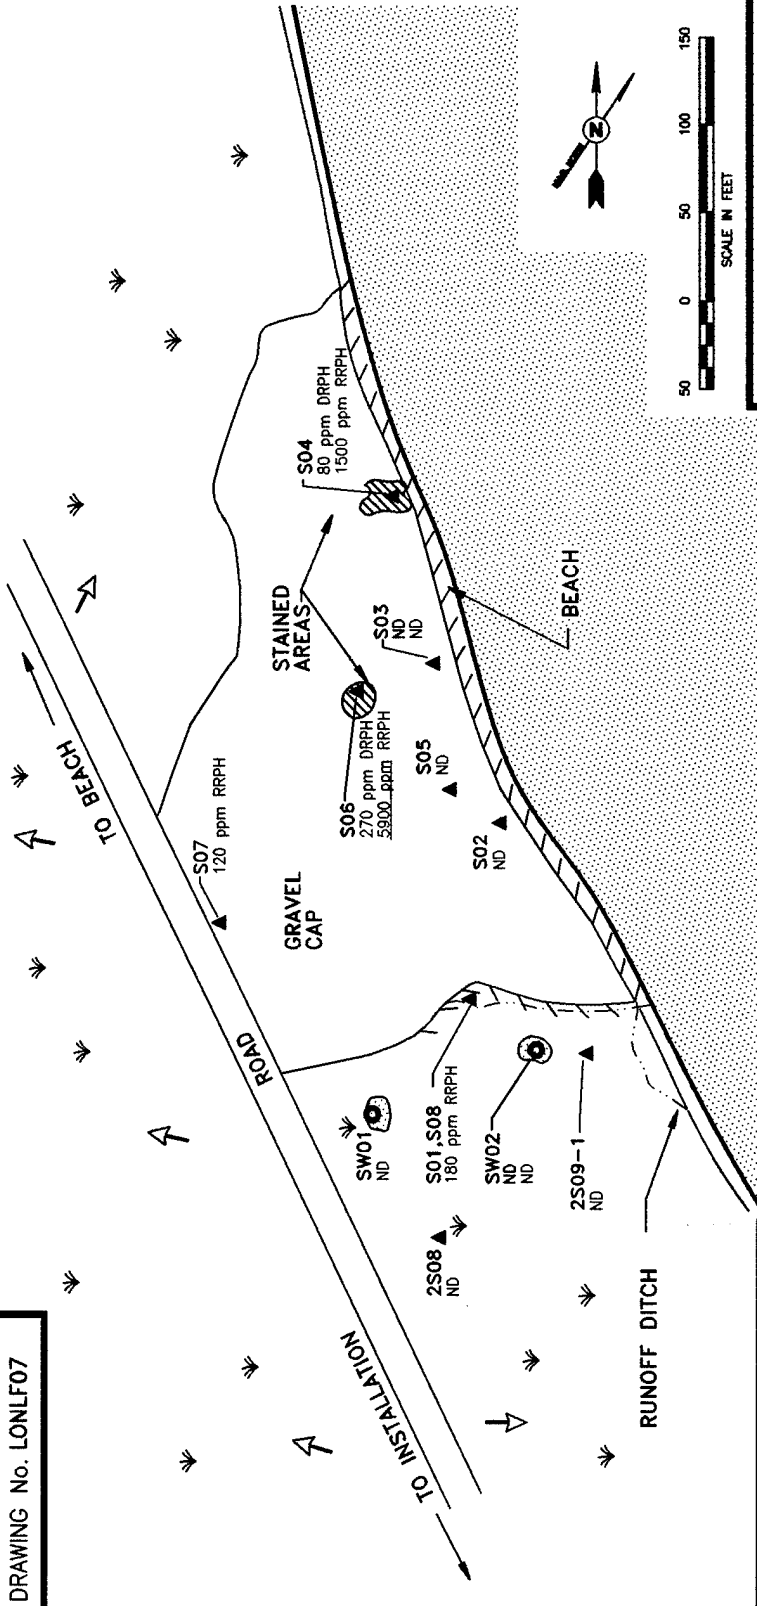 DRAWING No. LONLF07
TO INSTALLATION
ROAD
TO BEACH
S07
120 ppm RRPH
GRAVEL
CAP
STAINED
AREAS
S04
80 ppm DRPH
1500 ppm RRPH
S06
270 ppm DRPH
5900 ppm RRPH
S03
ND
ND
S05
ND
S02
ND
SW01
ND
S01,S08
180 ppm RRPH
SW02
ND
ND
2S08
ND
2S09-1
ND
RUNOFF DITCH
BEACH
N
50 0 50 100 150
SCALE IN FEET